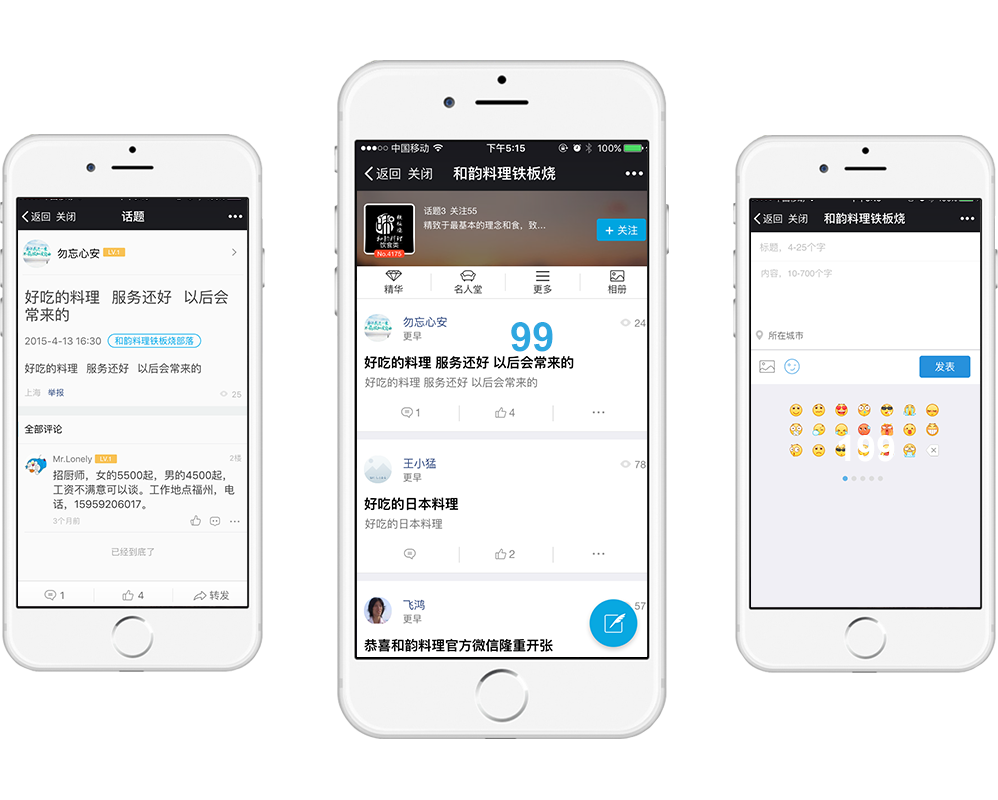 返回 关闭 话题
勿忘心安 LV.1
好吃的料理 服务还好 以后会
常来的
2015-4-13 16:30 和韵料理铁板烧部落
好吃的料理 服务还好 以后会常来的
上海 举报 25
全部评论
Mr.Lonely LV.1 2楼
招厨师，女的5500起，男的4500起，
工资不满意可以谈。工作地点福州，电
话，15959206017。
3个月前
已经到底了
1 4 转发
中国移动 下午5:15 100%
返回 关闭 和韵料理铁板烧
话题3 关注55
精致于最基本的理念和食，致...
+ 关注
和韵料理
铁板烧
饮食类
No.4175
精华 名人堂 更多 相册
勿忘心安 24
更早
99
好吃的料理 服务还好 以后会常来的
好吃的料理 服务还好 以后会常来的
1 4
王小猛 78
更早
好吃的日本料理
好吃的日本料理
2
飞鸿 57
更早
恭喜和韵料理官方微信隆重开张
返回 关闭 和韵料理铁板烧
标题，4-25个字
内容，10-700个字
所在城市
发表
199